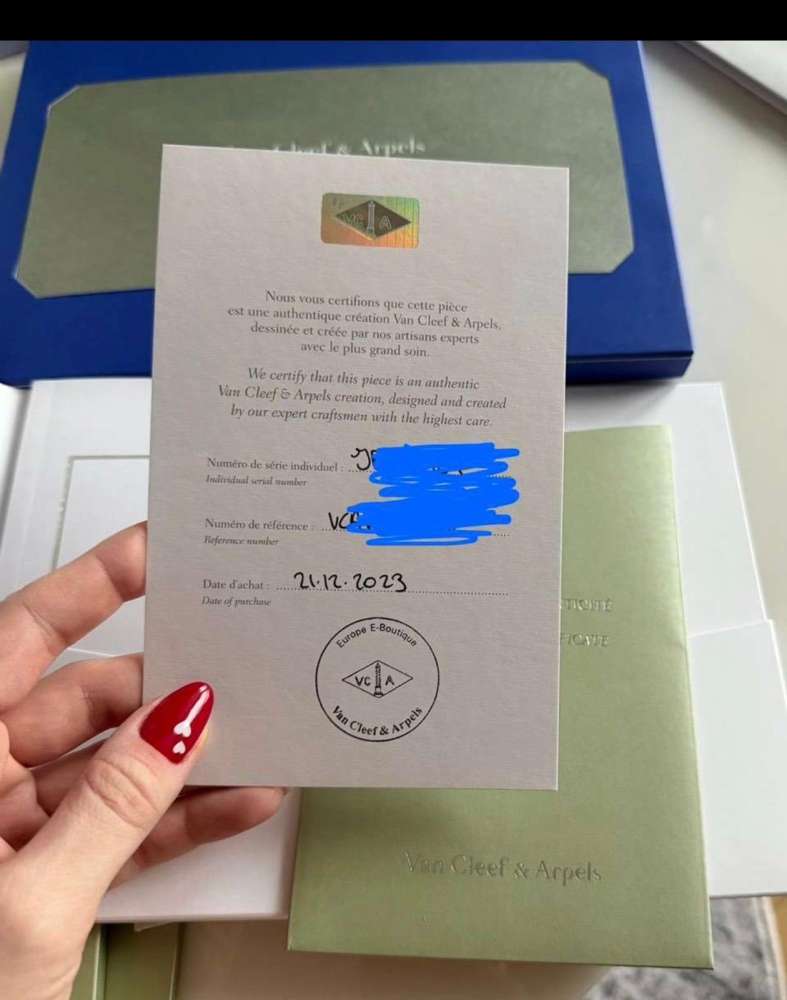 Cleef & Arpels
VC A
Nous vous certifions que cette pièce
est une authentique création Van Cleef & Arpels,
dessinée et créée par nos artisans experts
avec le plus grand soin.
We certify that this piece is an authentic
Van Cleef & Arpels creation, designed and created
by our expert craftsmen with the highest care.
Numéro de série individuel :
Individual serial number
Numéro de référence : VC
Reference number
Date d'achat : 21.12.2023
Date of purchase
Europe E-Boutique
VC A
Van Cleef & Arpels
Van Cleef & Arpels